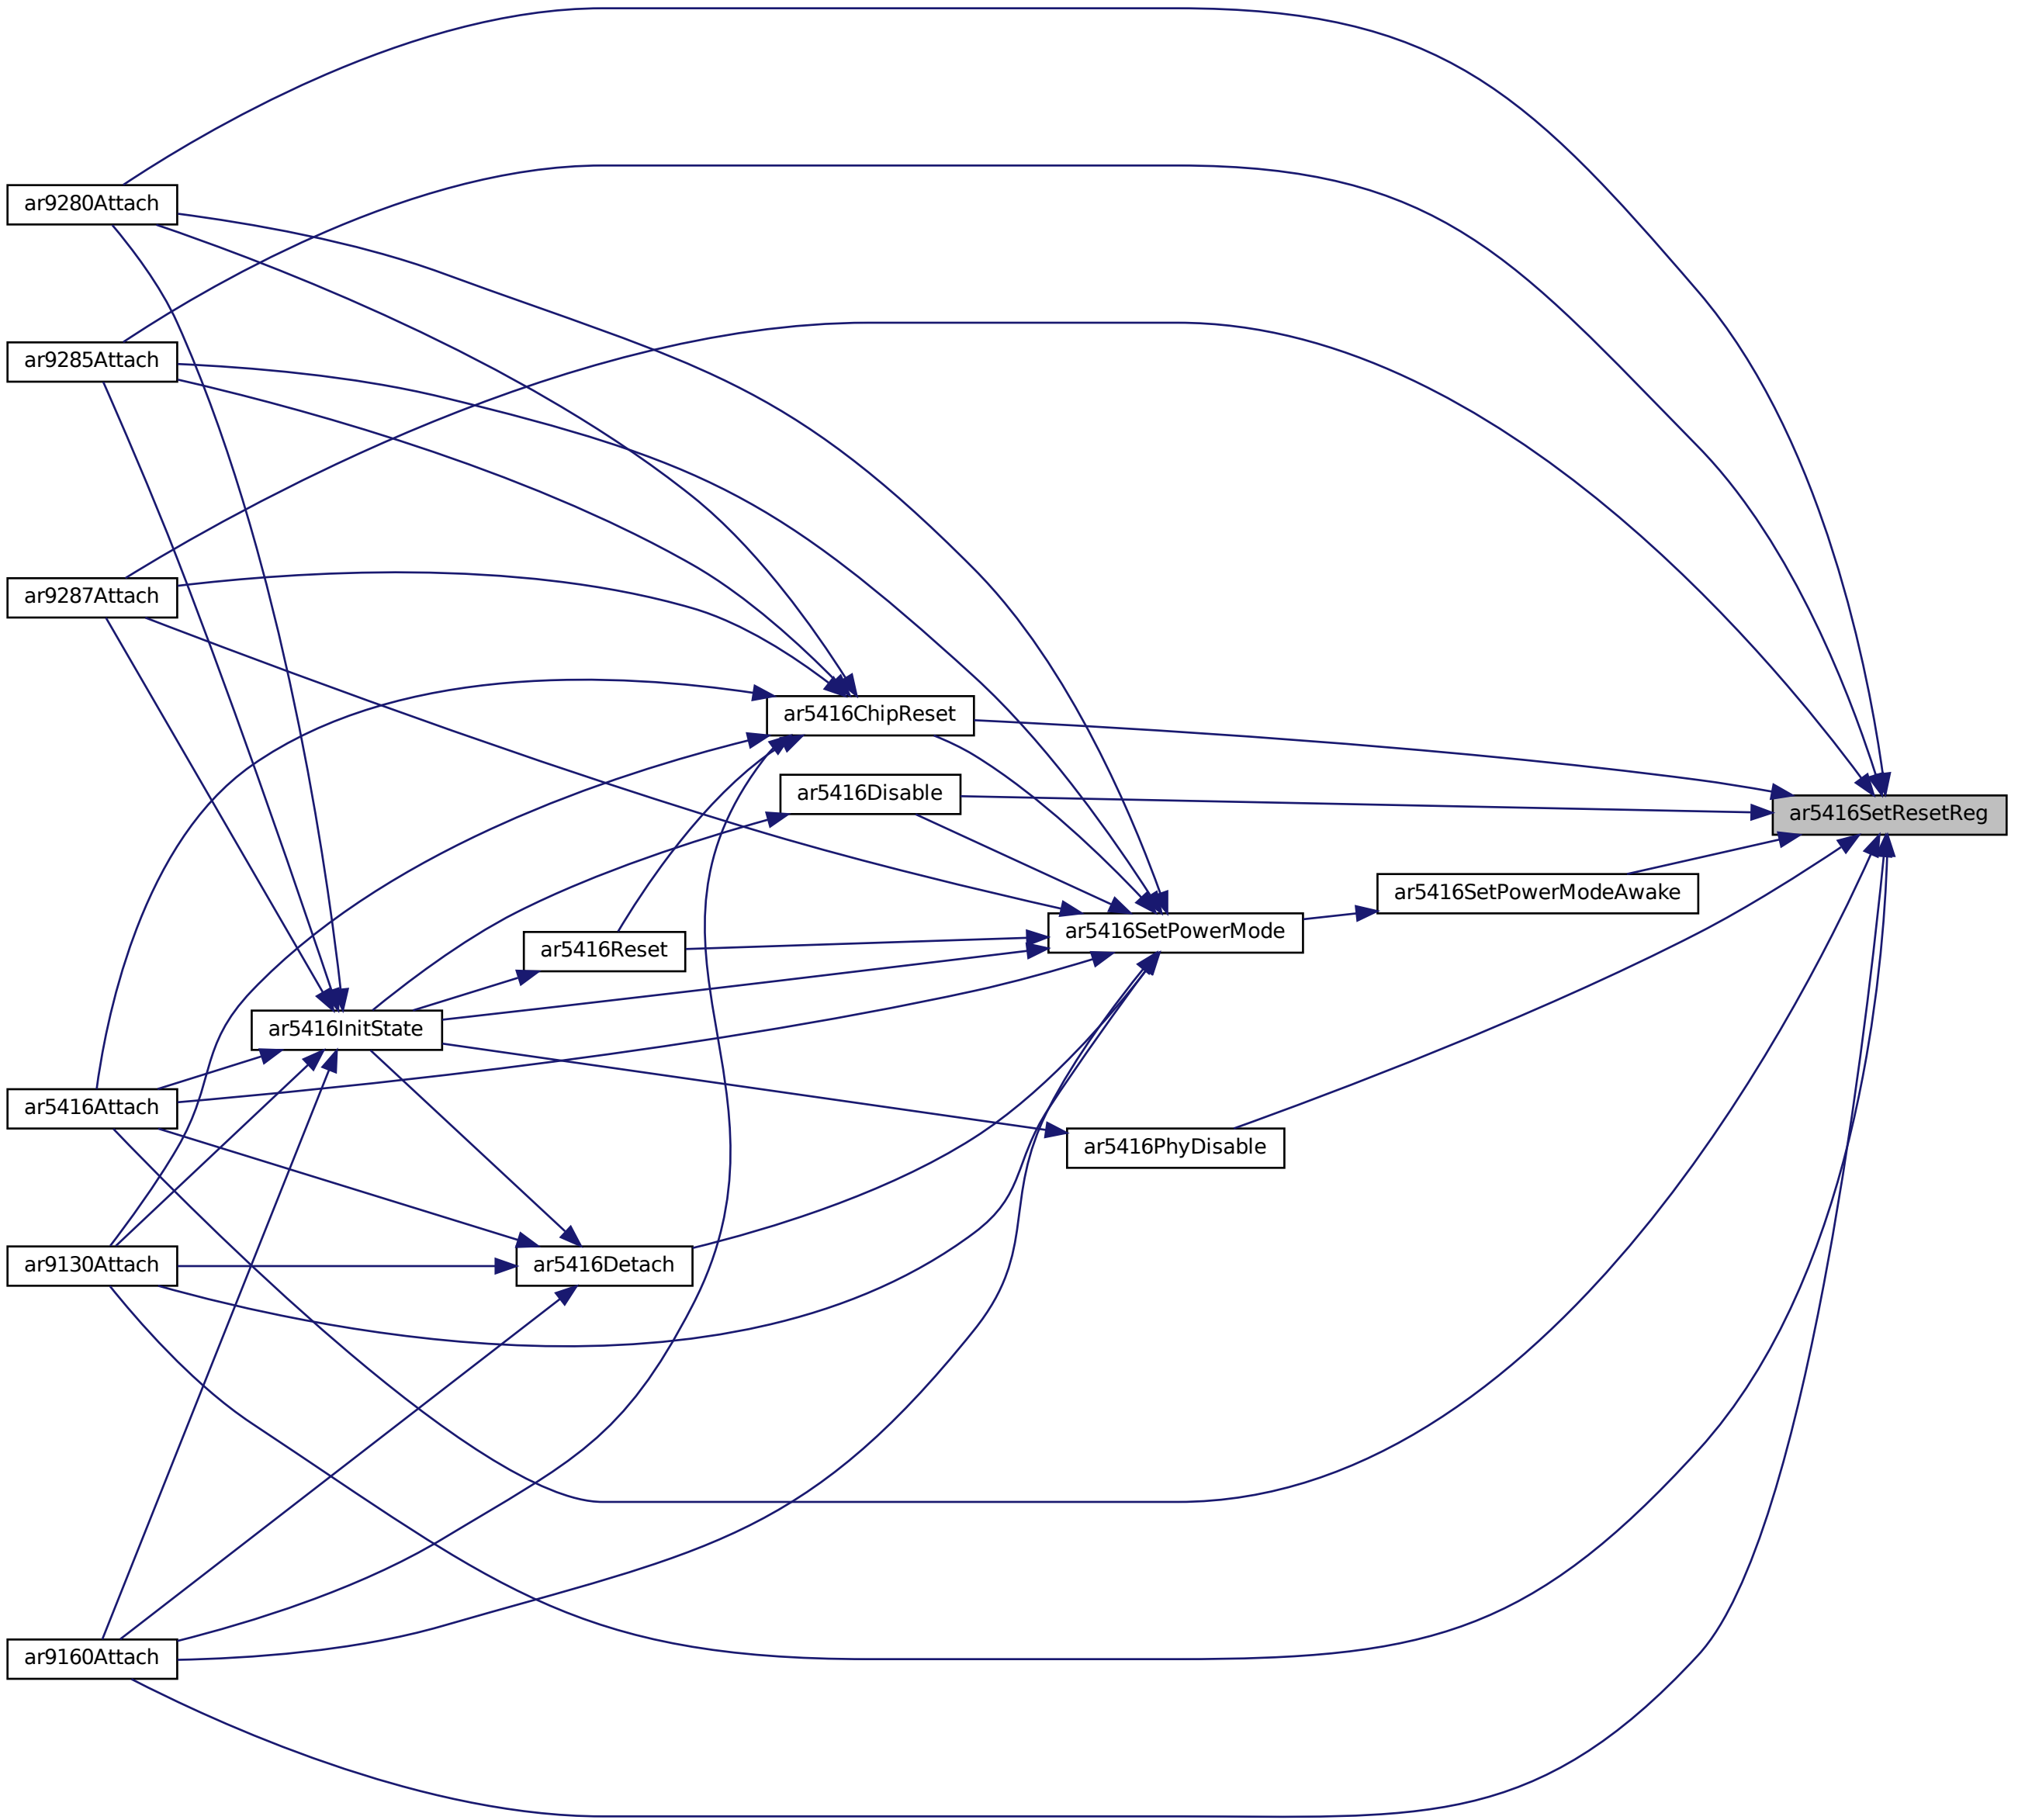 ar9280Attach
ar9285Attach
ar9287Attach
ar5416ChipReset
ar5416Disable
ar5416SetResetReg
ar5416SetPowerModeAwake
ar5416SetPowerMode
ar5416Reset
ar5416InitState
ar5416Attach
ar5416PhyDisable
ar9130Attach
ar5416Detach
ar9160Attach